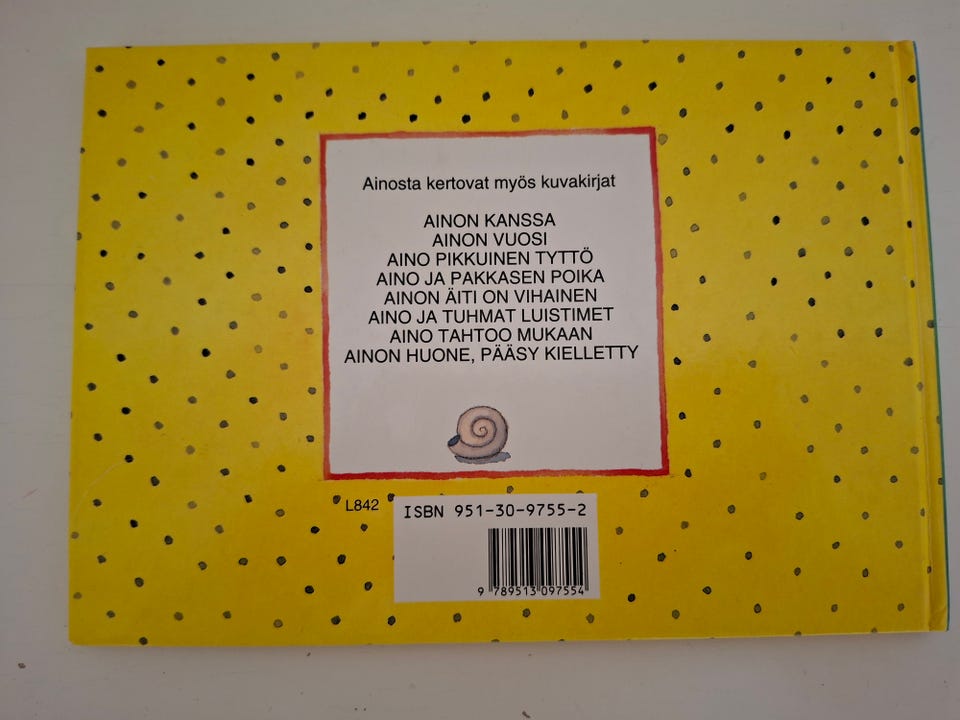 Ainosta kertovat myös kuvakirjat
AINON KANSSA
AINON VUOSI
AINO PIKKUINEN TYTTÖ
AINO JA PAKKASEN POIKA
AINON ÄITI ON VIHAINEN
AINO JA TUHMAT LUISTIMET
AINO TAHTOO MUKAAN
AINON HUONE, PÄÄSY KIELLETTY
L842
ISBN 951-30-9755-2
9 789513 097554